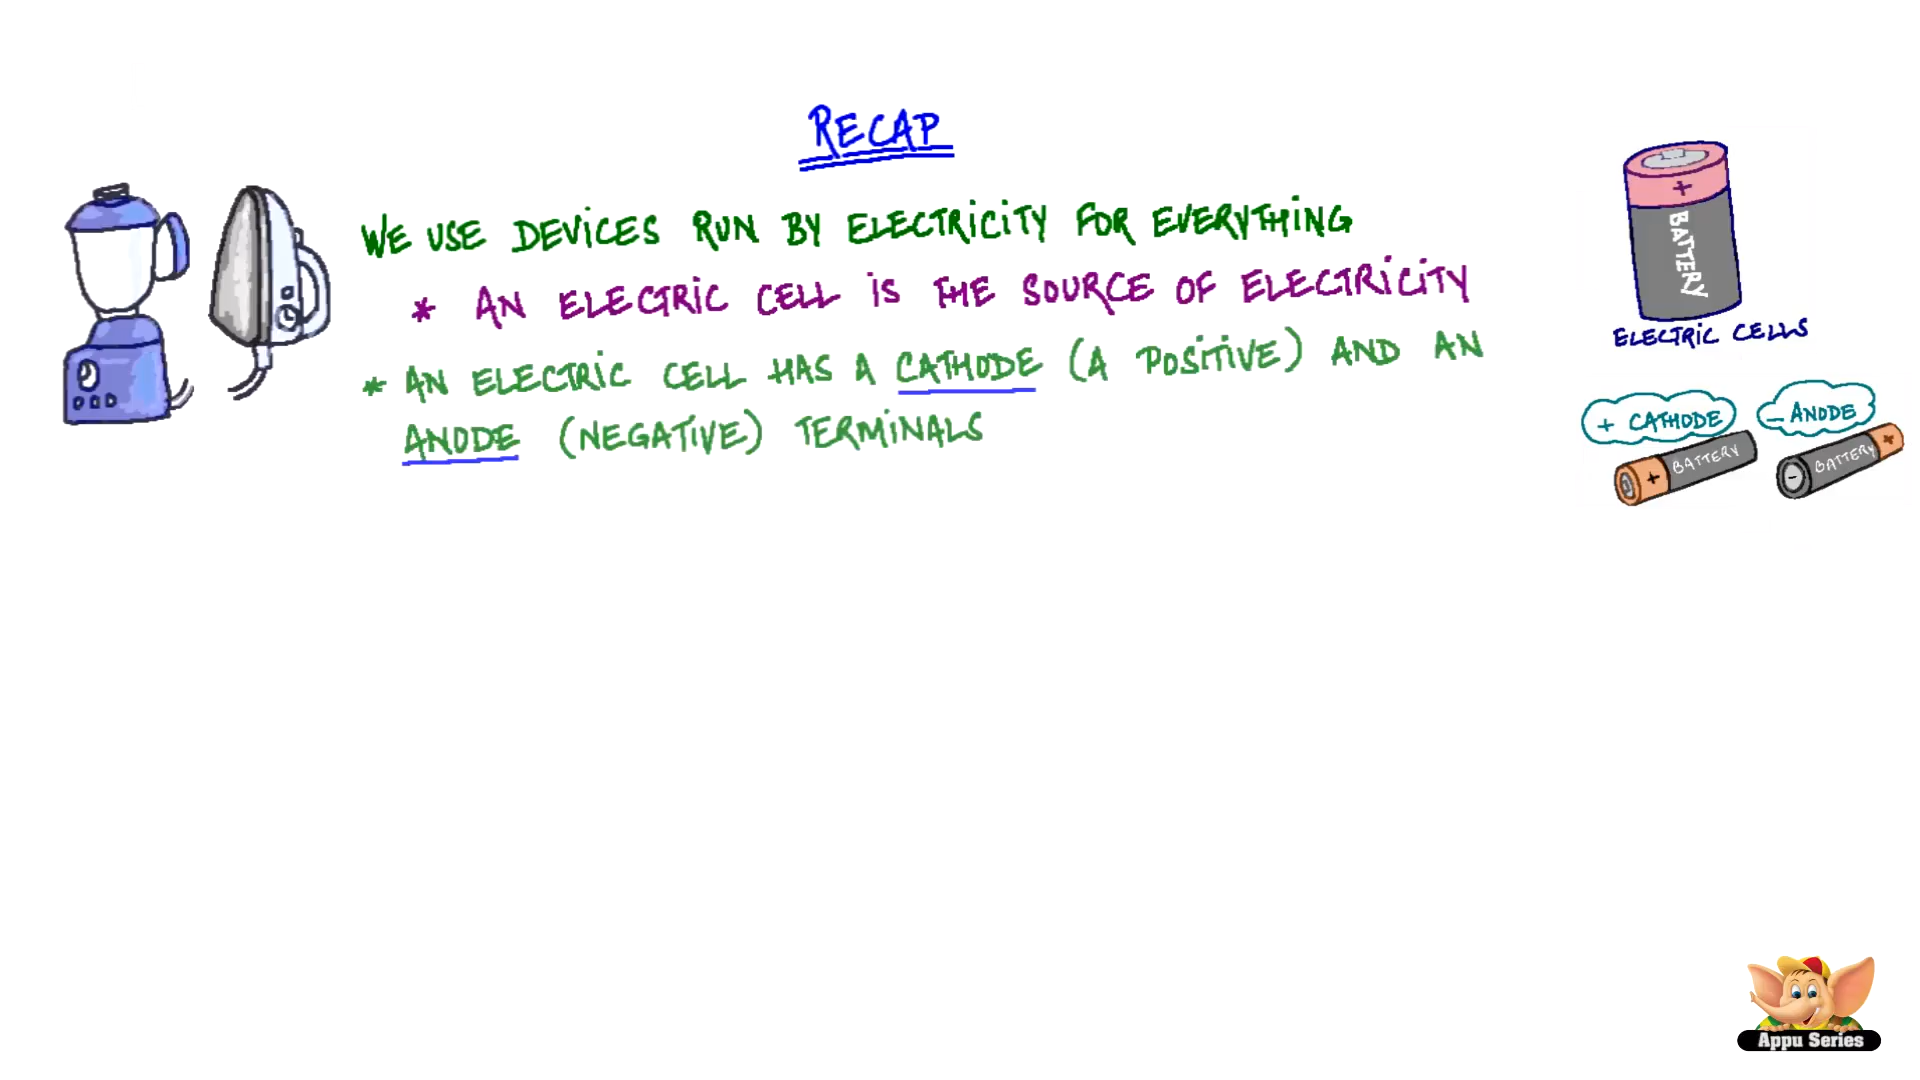 RECAP
WE USE DEVICES RUN BY ELECTRICITY FOR EVERYTHING
* AN ELECTRIC CELL IS THE SOURCE OF ELECTRICITY
* AN ELECTRIC CELL HAS A CATHODE (A POSITIVE) AND AN
ANODE (NEGATIVE) TERMINALS
+
BATTERY
ELECTRIC CELLS
+ CATHODE
- ANODE
+ BATTERY
- BATTERY +
Appu Series